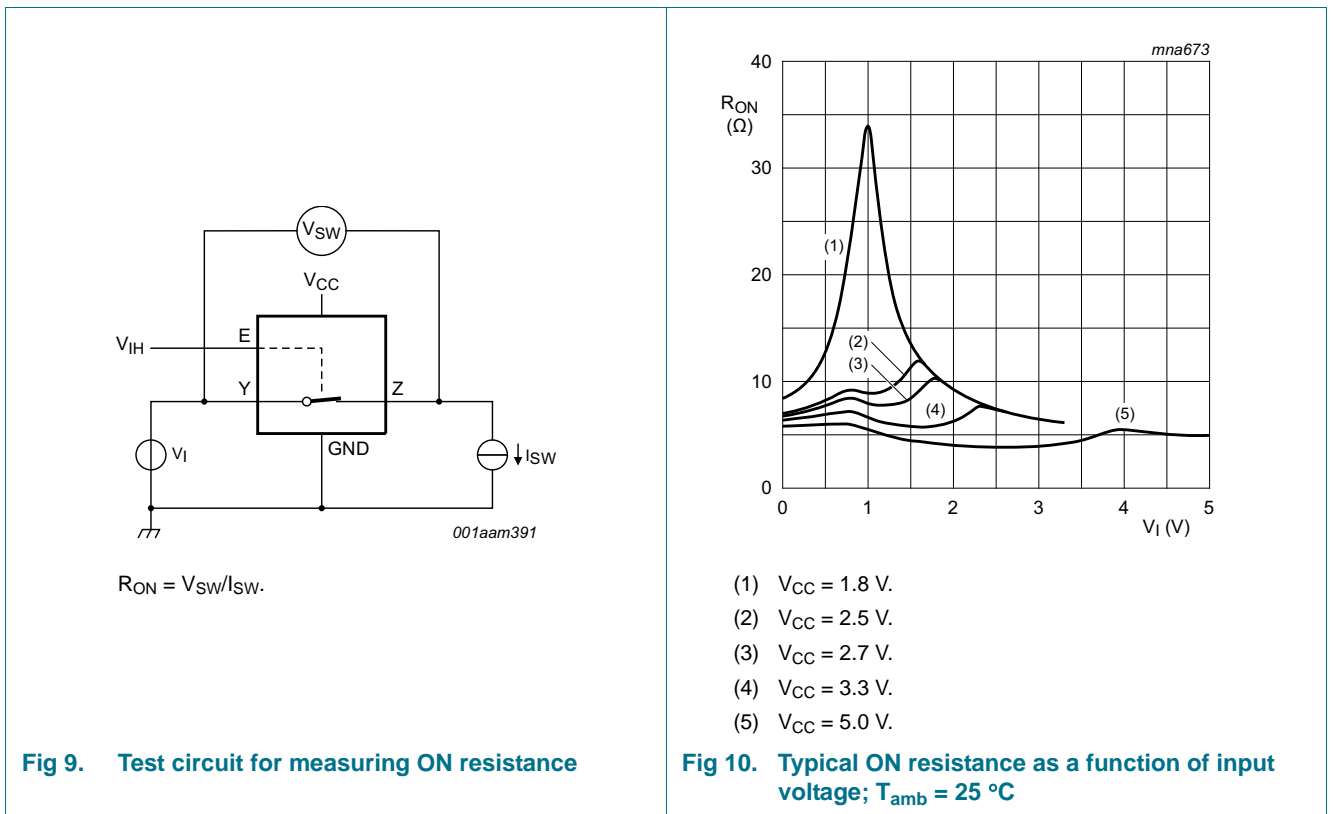 V_SW
V_CC
V_IH
E
Y
Z
V_I
GND
I_SW
001aam391
R_ON = V_SW/I_SW.
Fig 9. Test circuit for measuring ON resistance
mna673
40
R_ON
(Ω)
30
(1)
20
(2)
(3)
10
(4)
(5)
0
0 1 2 3 4 5
V_I (V)
(1) V_CC = 1.8 V.
(2) V_CC = 2.5 V.
(3) V_CC = 2.7 V.
(4) V_CC = 3.3 V.
(5) V_CC = 5.0 V.
Fig 10. Typical ON resistance as a function of input
voltage; T_amb = 25 °C